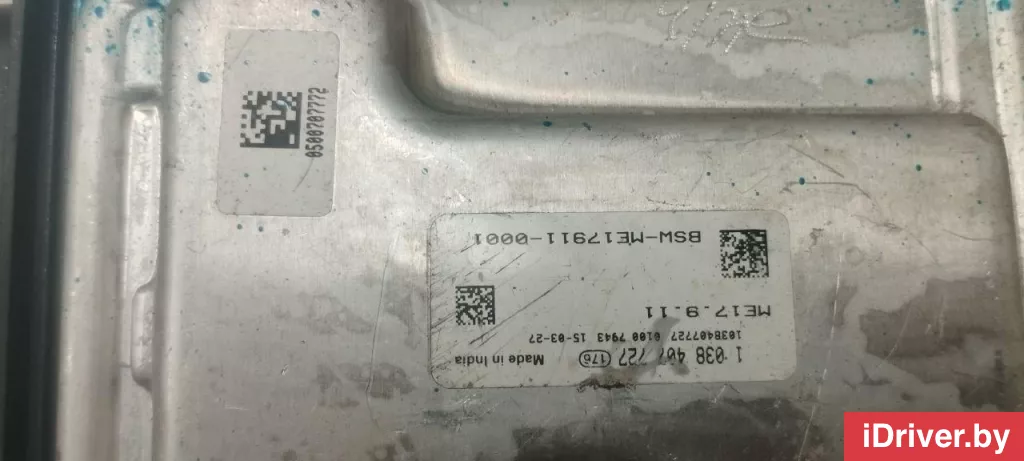 0500707772
1 038 407 727 (176) Made in India
1038407727 0100 7943 15-03-27
ME17.9.11
BSW-ME17911-0001
iDriver.by